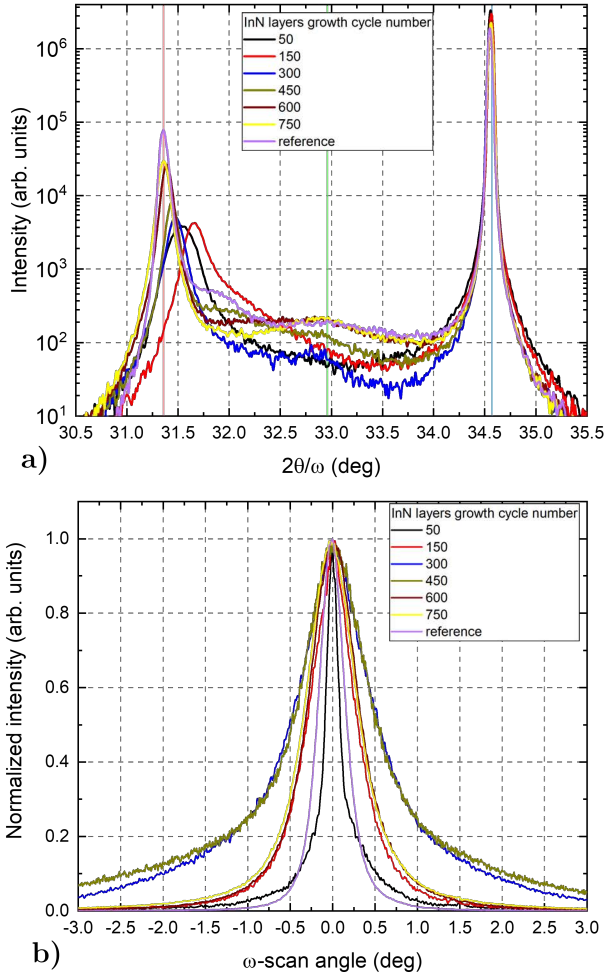 InN layers growth cycle number
50
150
300
450
600
750
reference
Intensity (arb. units)
10^6
10^5
10^4
10^3
10^2
10^1
30.5 31.0 31.5 32.0 32.5 33.0 33.5 34.0 34.5 35.0 35.5
2θ/ω (deg)
a)
InN layers growth cycle number
50
150
300
450
600
750
reference
Normalized intensity (arb. units)
1.0
0.8
0.6
0.4
0.2
0.0
-3.0 -2.5 -2.0 -1.5 -1.0 -0.5 0.0 0.5 1.0 1.5 2.0 2.5 3.0
ω-scan angle (deg)
b)